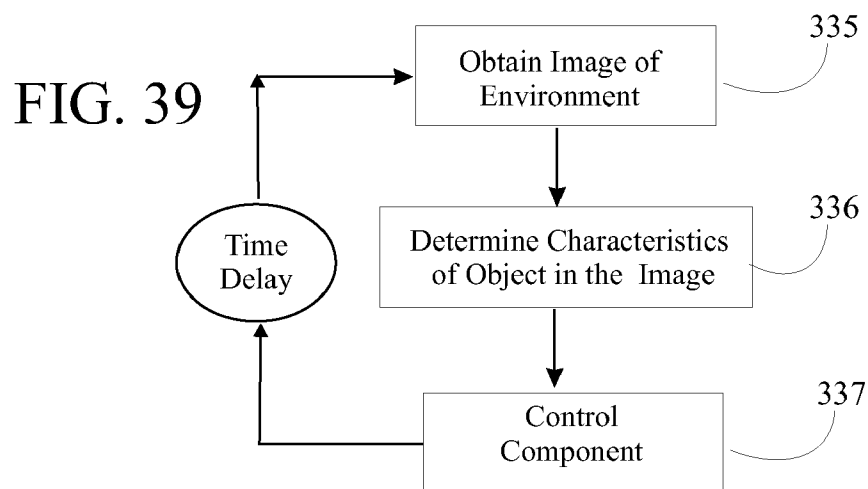 FIG. 39
335
Obtain Image of
Environment
336
Determine Characteristics
of Object in the Image
337
Control
Component
Time
Delay